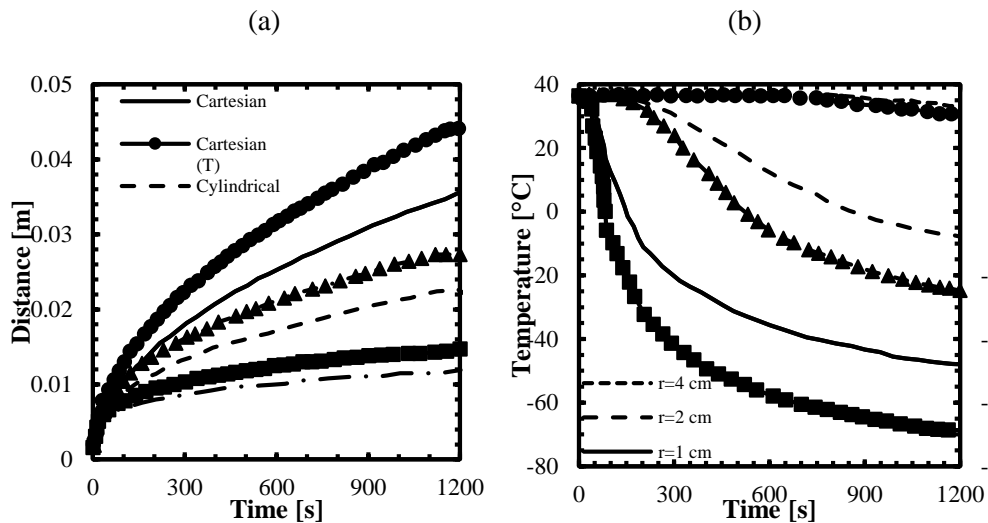 (a)
(b)
0.05
0.04
0.03
0.02
0.01
0
Distance [m]
Cartesian
Cartesian
(T)
Cylindrical
0 300 600 900 1200
Time [s]
40
20
0
-20
-40
-60
-80
Temperature [°C]
r=4 cm
r=2 cm
r=1 cm
0 300 600 900 1200
Time [s]
-
-
-
-